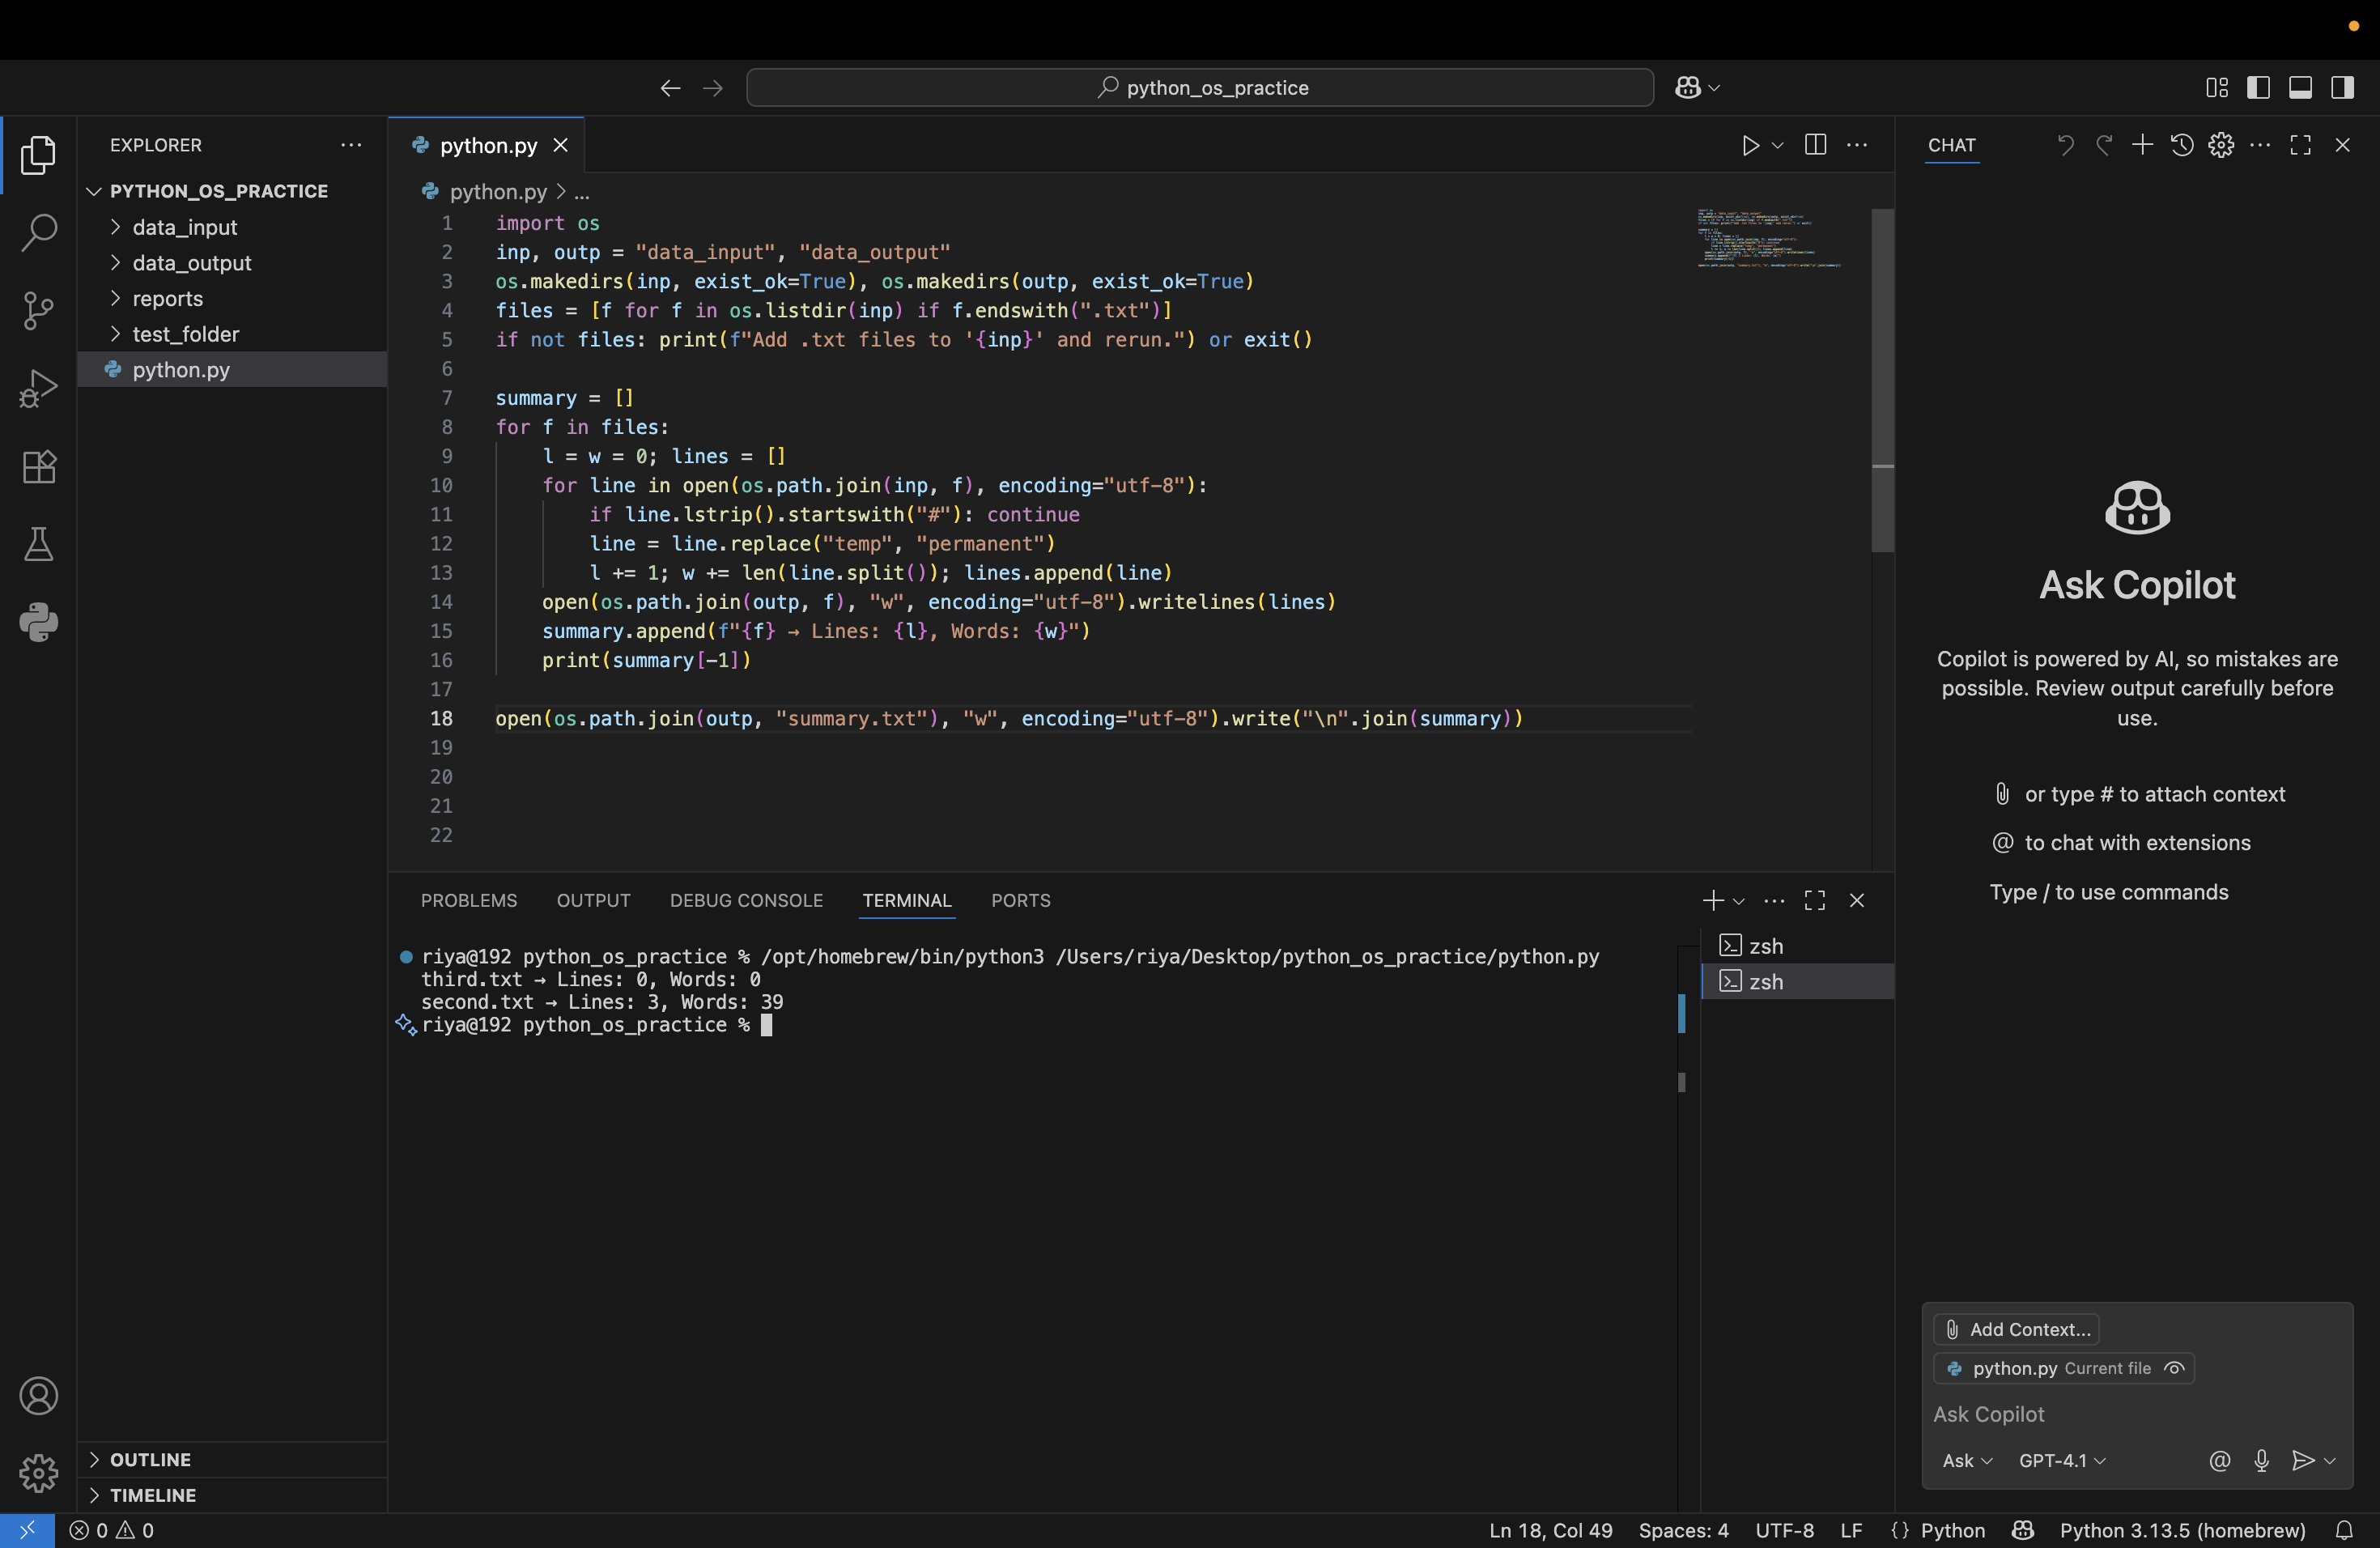 python_os_practice
EXPLORER
PYTHON_OS_PRACTICE
data_input
data_output
reports
test_folder
python.py
OUTLINE
TIMELINE
python.py
python.py > ...
1 import os
2 inp, outp = "data_input", "data_output"
3 os.makedirs(inp, exist_ok=True), os.makedirs(outp, exist_ok=True)
4 files = [f for f in os.listdir(inp) if f.endswith(".txt")]
5 if not files: print(f"Add .txt files to '{inp}' and rerun.") or exit()
6
7 summary = []
8 for f in files:
9     l = w = 0; lines = []
10     for line in open(os.path.join(inp, f), encoding="utf-8"):
11         if line.lstrip().startswith("#"): continue
12         line = line.replace("temp", "permanent")
13         l += 1; w += len(line.split()); lines.append(line)
14     open(os.path.join(outp, f), "w", encoding="utf-8").writelines(lines)
15     summary.append(f"{f} → Lines: {l}, Words: {w}")
16     print(summary[-1])
17
18 open(os.path.join(outp, "summary.txt"), "w", encoding="utf-8").write("\n".join(summary))
19
20
21
22
PROBLEMS OUTPUT DEBUG CONSOLE TERMINAL PORTS
riya@192 python_os_practice % /opt/homebrew/bin/python3 /Users/riya/Desktop/python_os_practice/python.py
third.txt → Lines: 0, Words: 0
second.txt → Lines: 3, Words: 39
riya@192 python_os_practice %
zsh
zsh
CHAT
Ask Copilot
Copilot is powered by AI, so mistakes are
possible. Review output carefully before
use.
or type # to attach context
@ to chat with extensions
Type / to use commands
Add Context...
python.py Current file
Ask Copilot
Ask GPT-4.1 @
0 0
Ln 18, Col 49 Spaces: 4 UTF-8 LF {} Python Python 3.13.5 (homebrew)